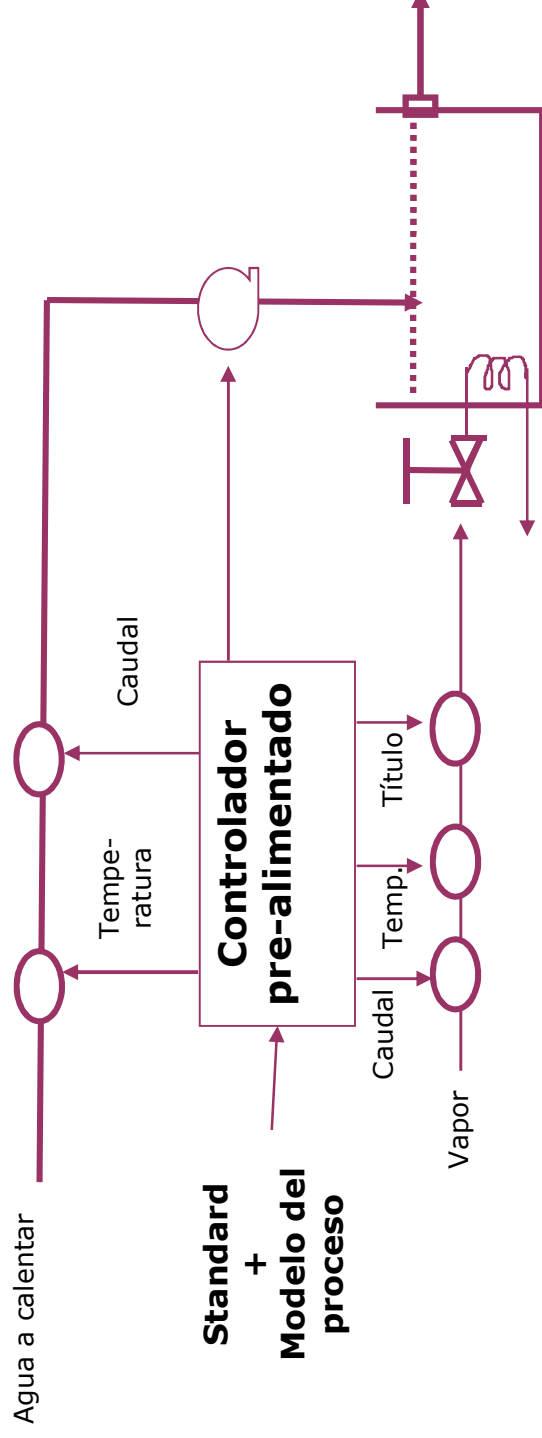 Agua a calentar
Tempe-
ratura
Caudal
Standard
+
Modelo del
proceso
Controlador
pre-alimentado
Caudal
Temp.
Título
Vapor